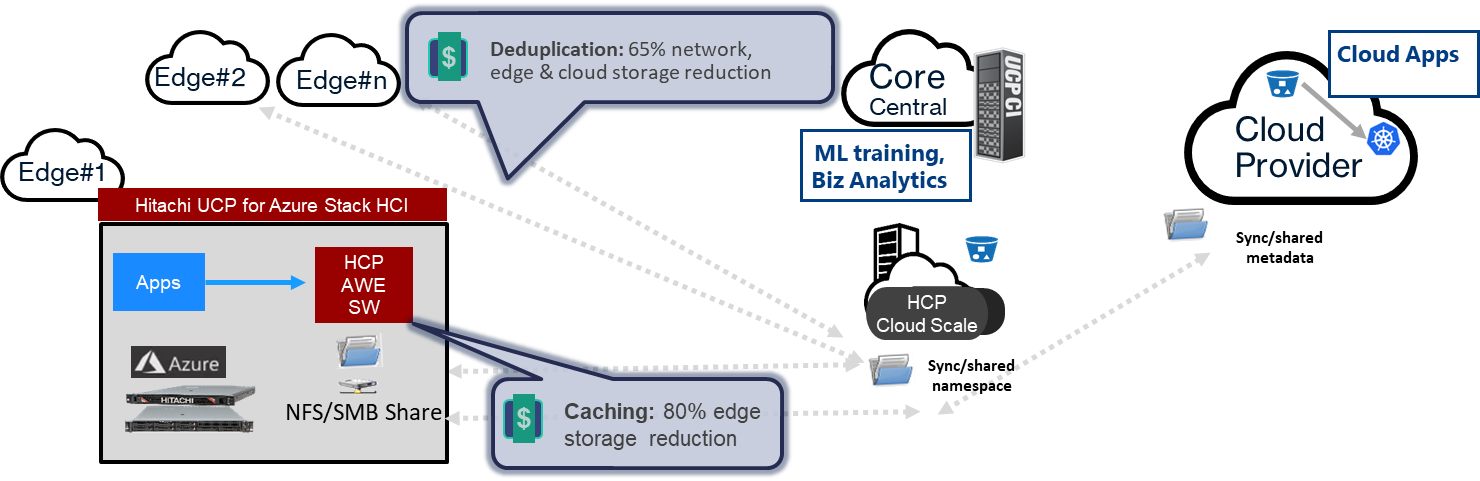 Edge#2
Edge#n
$
Deduplication: 65% network,
edge & cloud storage reduction
Core
Central
UCP CI
Cloud Apps
Cloud
Provider
ML training,
Biz Analytics
Edge#1
Hitachi UCP for Azure Stack HCI
Apps
HCP
AWE
SW
Azure
HITACHI
NFS/SMB Share
HCP
Cloud Scale
Sync/shared
namespace
Sync/shared
metadata
$
Caching: 80% edge
storage reduction